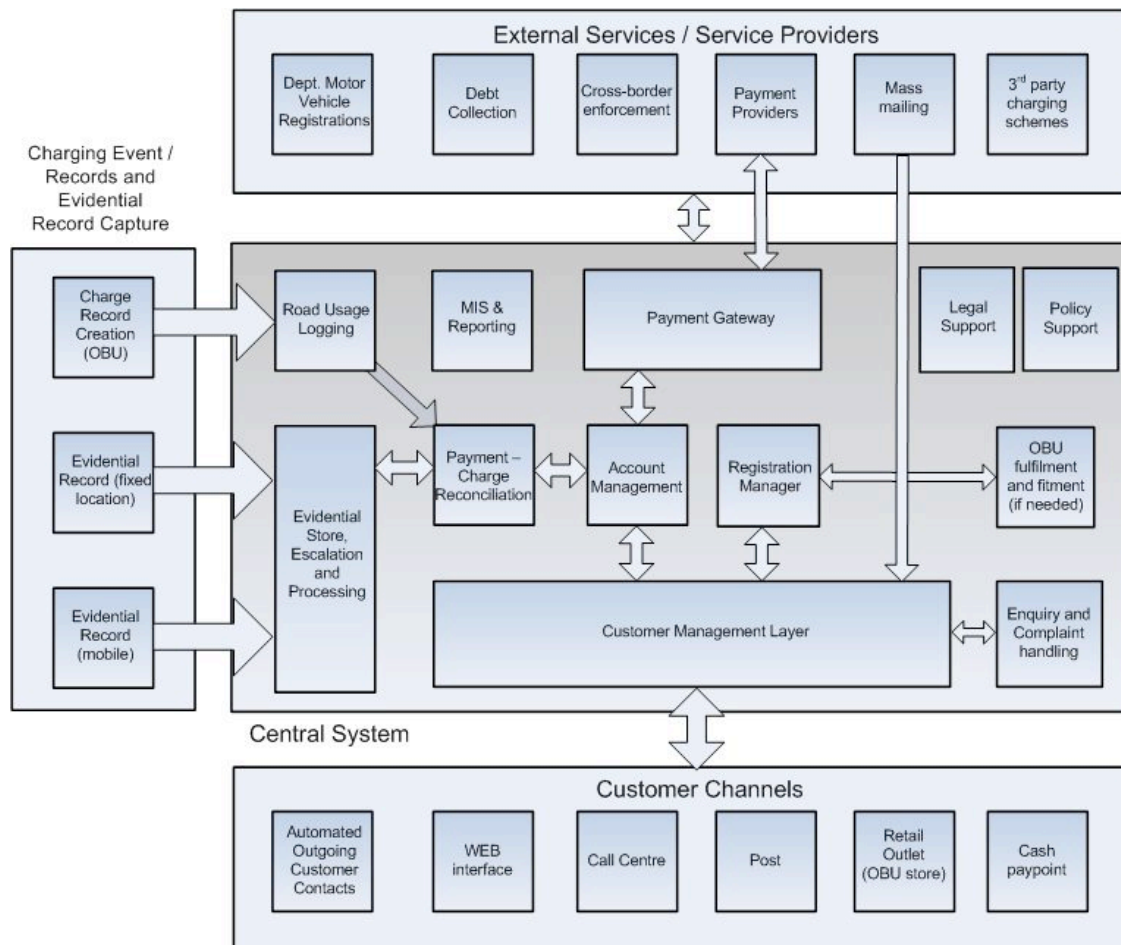 External Services / Service Providers
Dept. Motor
Vehicle
Registrations
Debt
Collection
Cross-border
enforcement
Payment
Providers
Mass
mailing
3rd party
charging
schemes
Charging Event /
Records and
Evidential
Record Capture
Charge
Record
Creation
(OBU)
Evidential
Record (fixed
location)
Evidential
Record
(mobile)
Road Usage
Logging
MIS &
Reporting
Payment Gateway
Legal
Support
Policy
Support
Evidential
Store,
Escalation
and
Processing
Payment –
Charge
Reconciliation
Account
Management
Registration
Manager
OBU
fulfilment
and fitment
(if needed)
Customer Management Layer
Enquiry and
Complaint
handling
Central System
Customer Channels
Automated
Outgoing
Customer
Contacts
WEB
interface
Call Centre
Post
Retail
Outlet
(OBU store)
Cash
paypoint